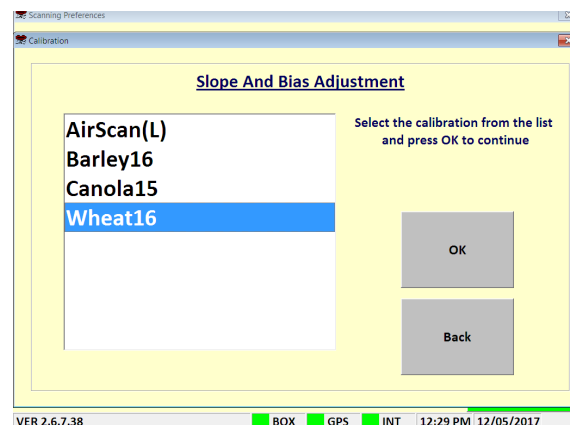 Scanning Preferences
Calibration
Slope And Bias Adjustment
AirScan(L)
Barley16
Canola15
Wheat16
Select the calibration from the list
and press OK to continue
OK
Back
VER 2.6.7.38 BOX GPS INT 12:29 PM 12/05/2017